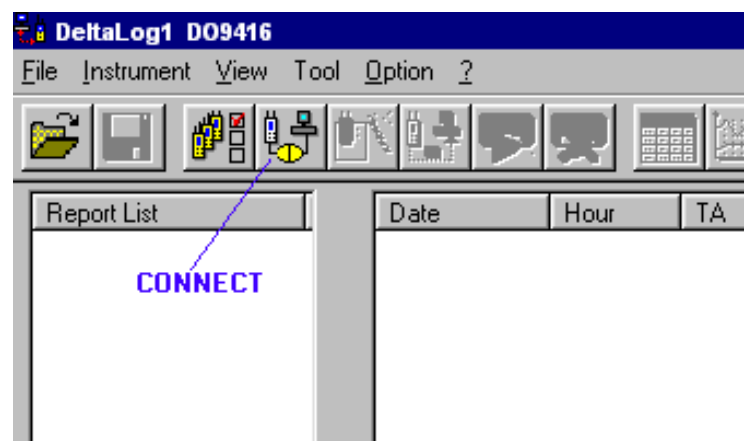 DeltaLog1 DO9416
File Instrument View Tool Option ?
Report List Date Hour TA
CONNECT